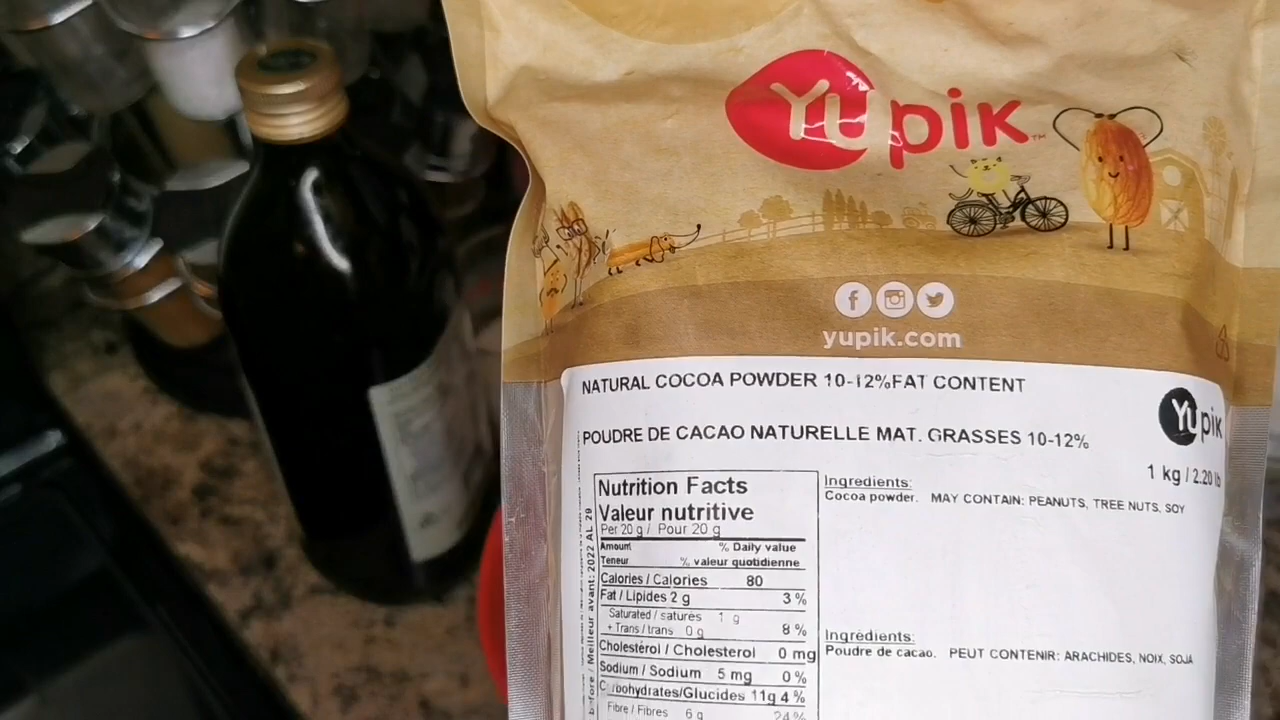 Yupik™
yupik.com
NATURAL COCOA POWDER 10-12%FAT CONTENT
POUDRE DE CACAO NATURELLE MAT. GRASSES 10-12%
Yupik
1 kg / 2.20 lb
Nutrition Facts
Valeur nutritive
Per 20 g / Pour 20 g
Amount % Daily value
Teneur % valeur quotidienne
Calories / Calories 80
Fat / Lipides 2 g 3 %
Saturated / satures 1 g
+ Trans / trans 0 g 8 %
Cholestérol / Cholesterol 0 mg
Sodium / Sodium 5 mg 0 %
Carbohydrates/Glucides 11g 4 %
Fibre / Fibres 6 g 24 %
Ingredients:
Cocoa powder. MAY CONTAIN: PEANUTS, TREE NUTS, SOY
Ingrédients:
Poudre de cacao. PEUT CONTENIR: ARACHIDES, NOIX, SOJA
before / Meilleur avant: 2022 AL 29